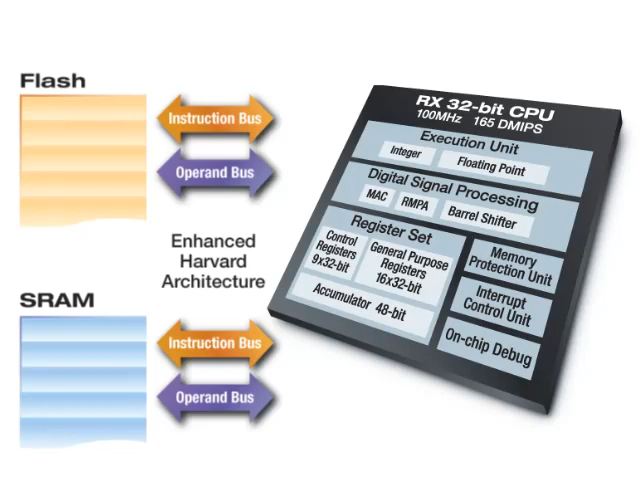 Flash
Instruction Bus
Operand Bus
Enhanced
Harvard
Architecture
SRAM
Instruction Bus
Operand Bus
RX 32-bit CPU
100MHz 165 DMIPS
Execution Unit
Integer
Floating Point
Digital Signal Processing
MAC
RMPA
Barrel Shifter
Register Set
Control
Registers
9x32-bit
General Purpose
Registers
16x32-bit
Accumulator 48-bit
Memory
Protection Unit
Interrupt
Control Unit
On-chip Debug